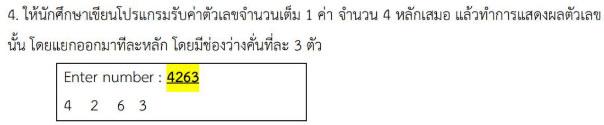 4. ให้นักศึกษาเขียนโปรแกรมรับค่าตัวเลขจำนวนเต็ม 1 ค่า จำนวน 4 หลักเสมอ แล้วทำการแสดงผลตัวเลข
นั้น โดยแยกออกมาทีละหลัก โดยมีช่องว่างคั่นทีละ 3 ตัว
Enter number : 4263
4 2 6 3